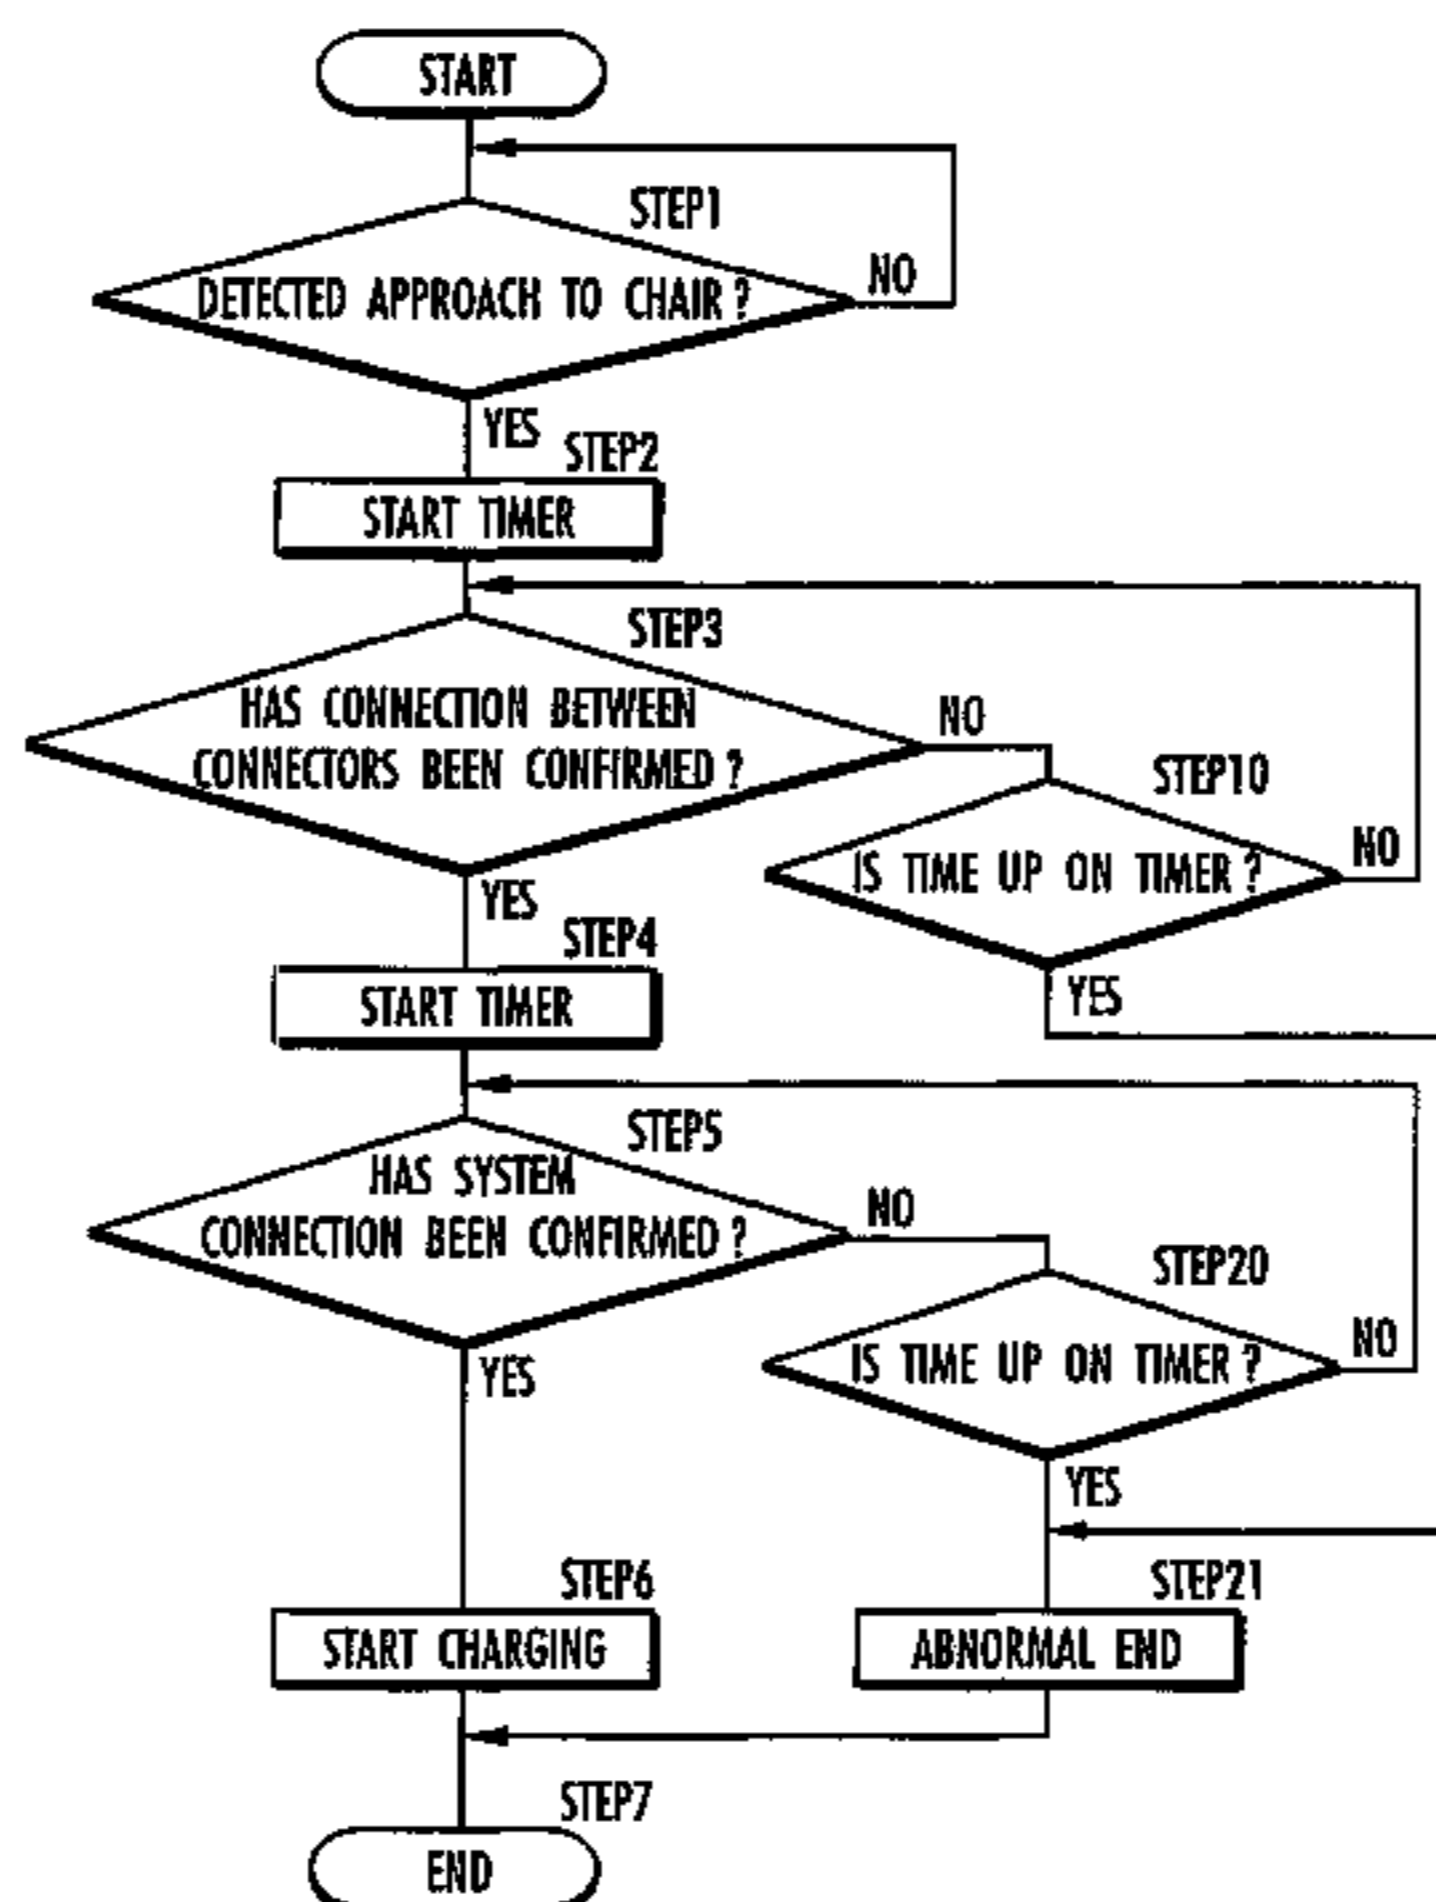 START
STEP1
DETECTED APPROACH TO CHAIR ?
NO
YES
STEP2
START TIMER
STEP3
HAS CONNECTION BETWEEN
CONNECTORS BEEN CONFIRMED ?
NO
STEP10
IS TIME UP ON TIMER ?
NO
YES
YES
STEP4
START TIMER
STEP5
HAS SYSTEM
CONNECTION BEEN CONFIRMED ?
NO
STEP20
IS TIME UP ON TIMER ?
NO
YES
YES
STEP6
START CHARGING
STEP21
ABNORMAL END
STEP7
END